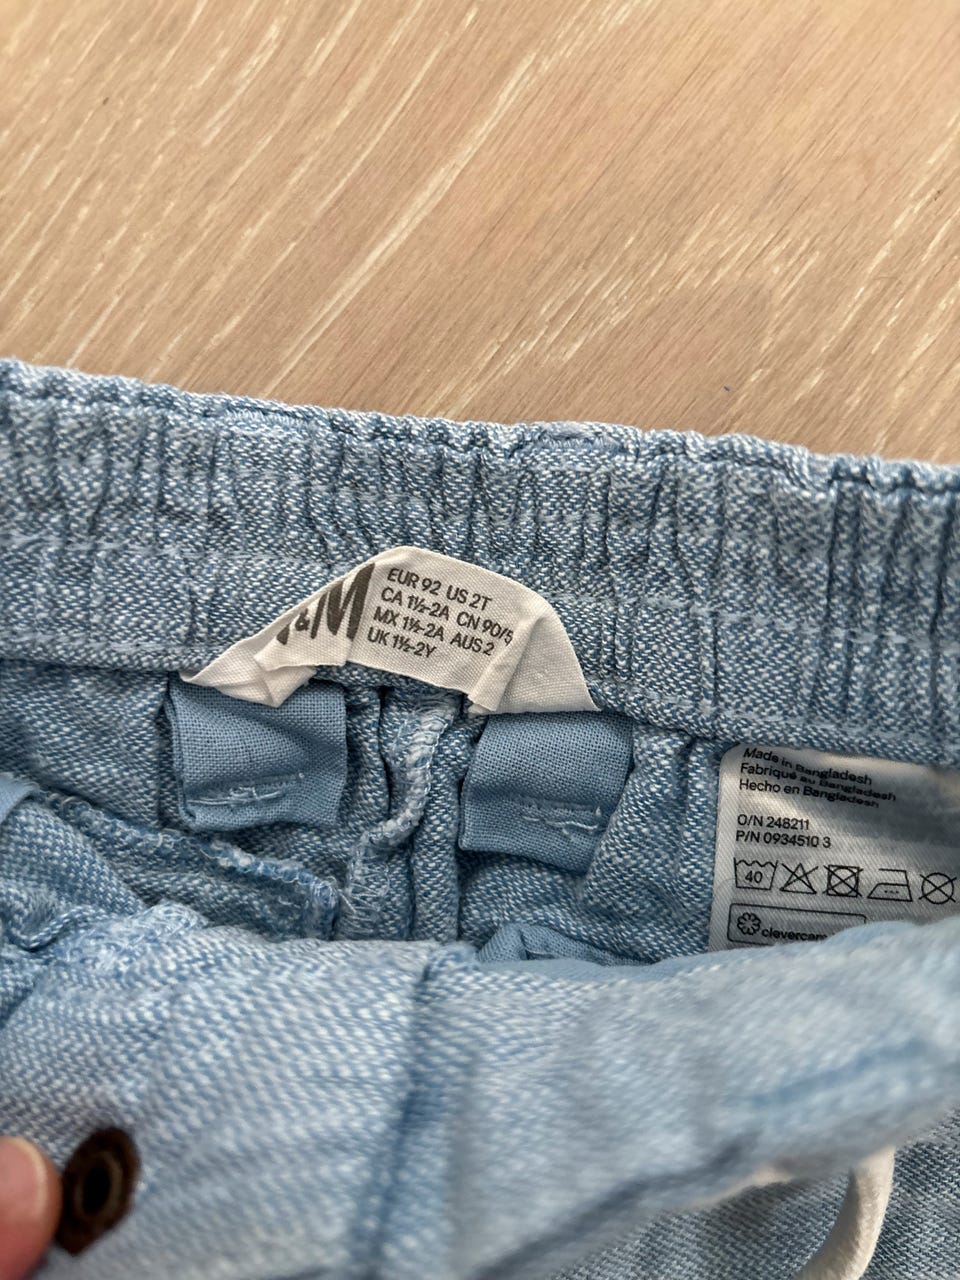 EUR 92 US 2T
CA 1½-2A CN 90/5
MX 1½-2A AUS 2
UK 1½-2Y
Made in Bangladesh
Fabriqué au Bangladesh
Hecho en Bangladesh
O/N 248211
P/N 0934510 3
40